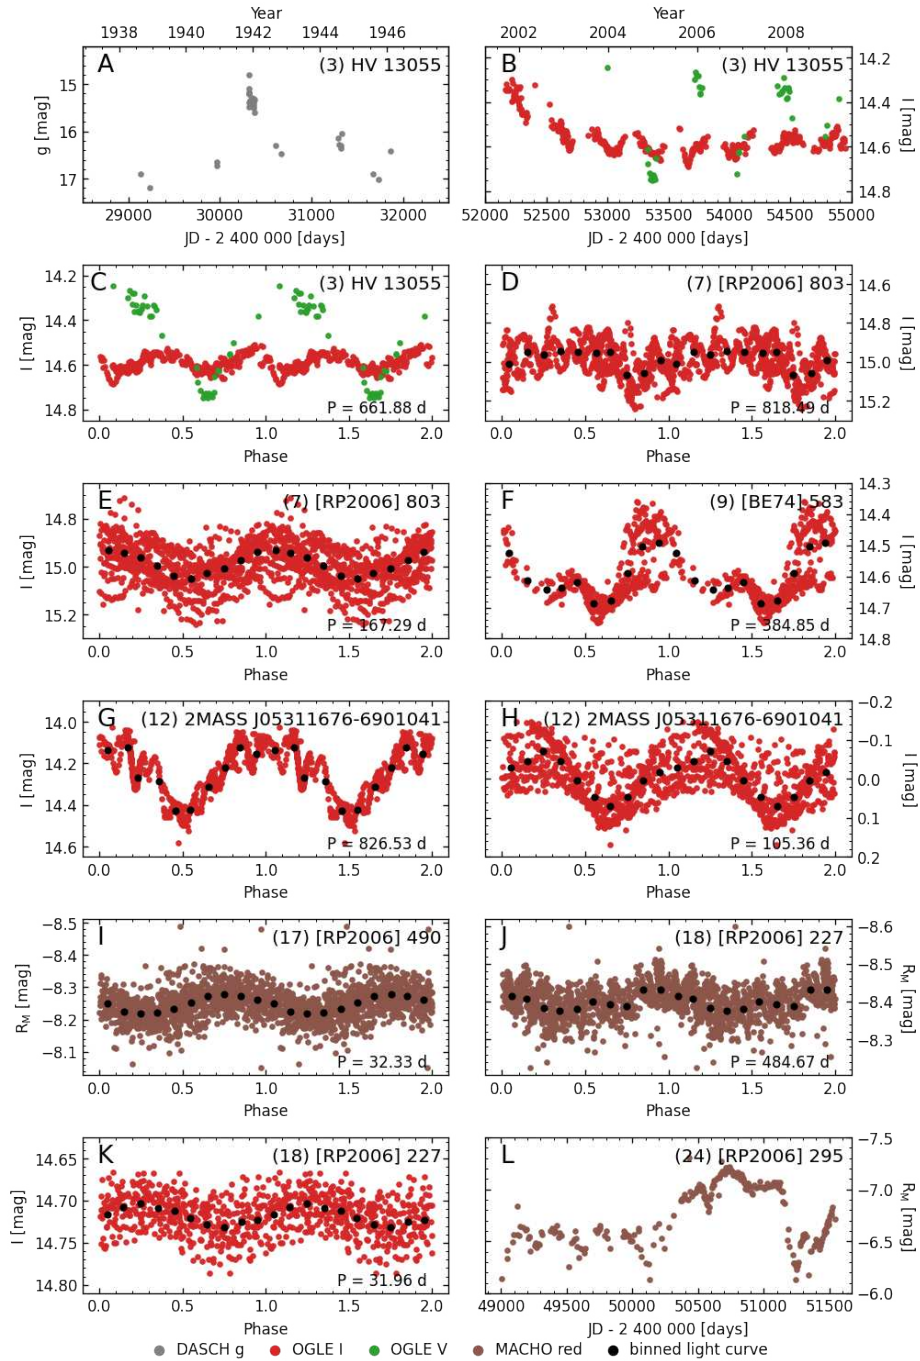 Year
1938 1940 1942 1944 1946
A
(3) HV 13055
15
16
17
g [mag]
29000 30000 31000 32000
JD - 2 400 000 [days]
Year
2002 2004 2006 2008
B
(3) HV 13055
14.2
14.4
14.6
14.8
I [mag]
52000 52500 53000 53500 54000 54500 55000
JD - 2 400 000 [days]
C
(3) HV 13055
14.2
14.4
14.6
14.8
I [mag]
P = 661.88 d
0.0 0.5 1.0 1.5 2.0
Phase
D
(7) [RP2006] 803
14.6
14.8
15.0
15.2
I [mag]
P = 818.49 d
0.0 0.5 1.0 1.5 2.0
Phase
E
(7) [RP2006] 803
14.8
15.0
15.2
I [mag]
P = 167.29 d
0.0 0.5 1.0 1.5 2.0
Phase
F
(9) [BE74] 583
14.3
14.4
14.5
14.6
14.7
14.8
I [mag]
P = 384.85 d
0.0 0.5 1.0 1.5 2.0
Phase
G
(12) 2MASS J05311676-6901041
14.0
14.2
14.4
14.6
I [mag]
P = 826.53 d
0.0 0.5 1.0 1.5 2.0
Phase
H
(12) 2MASS J05311676-6901041
−0.2
−0.1
0.0
0.1
0.2
I [mag]
P = 105.36 d
0.0 0.5 1.0 1.5 2.0
Phase
I
(17) [RP2006] 490
−8.5
−8.4
−8.3
−8.2
−8.1
R_M [mag]
P = 32.33 d
0.0 0.5 1.0 1.5 2.0
Phase
J
(18) [RP2006] 227
−8.6
−8.5
−8.4
−8.3
R_M [mag]
P = 484.67 d
0.0 0.5 1.0 1.5 2.0
Phase
K
(18) [RP2006] 227
14.65
14.70
14.75
14.80
I [mag]
P = 31.96 d
0.0 0.5 1.0 1.5 2.0
Phase
L
(24) [RP2006] 295
−7.5
−7.0
−6.5
−6.0
R_M [mag]
49000 49500 50000 50500 51000 51500
JD - 2 400 000 [days]
DASCH g OGLE I OGLE V MACHO red binned light curve